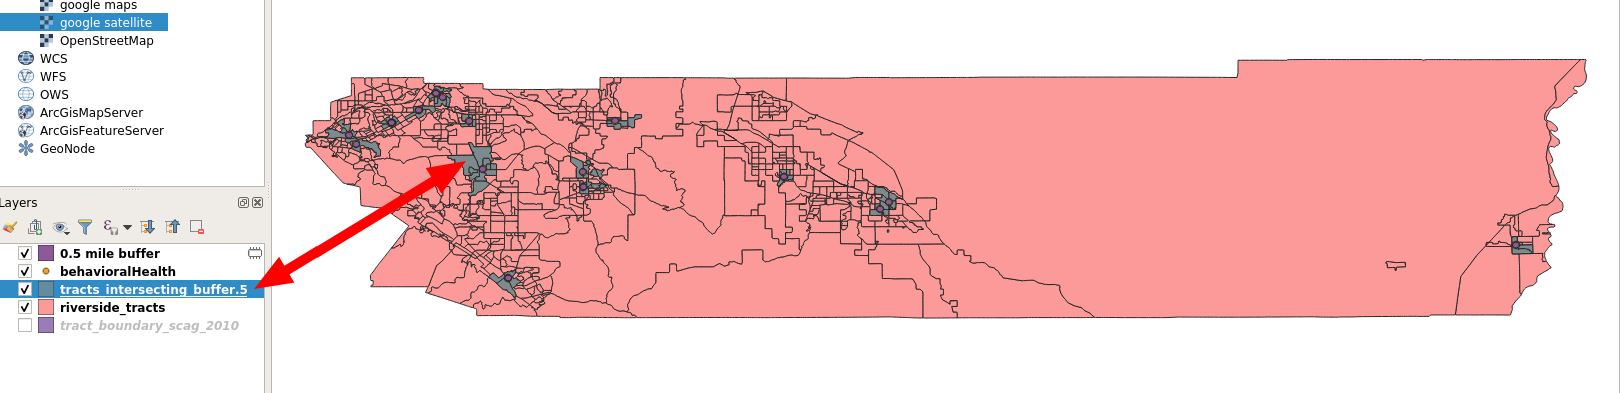 google maps
google satellite
OpenStreetMap
WCS
WFS
OWS
ArcGisMapServer
ArcGisFeatureServer
GeoNode
Layers
0.5 mile buffer
behavioralHealth
tracts_intersecting_buffer.5
riverside_tracts
tract_boundary_scag_2010